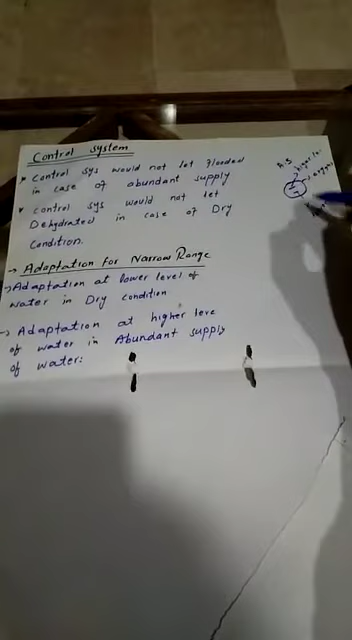 Control system
* Control sys would not let flooded
in case of abundant supply
* Control sys would not let
Dehydrated in case of Dry
Condition.
→ Adaptation for Narrow Range
→ Adaptation at lower level of
water in Dry condition
→ Adaptation at higher leve
of water in Abundant supply
of water:
higher